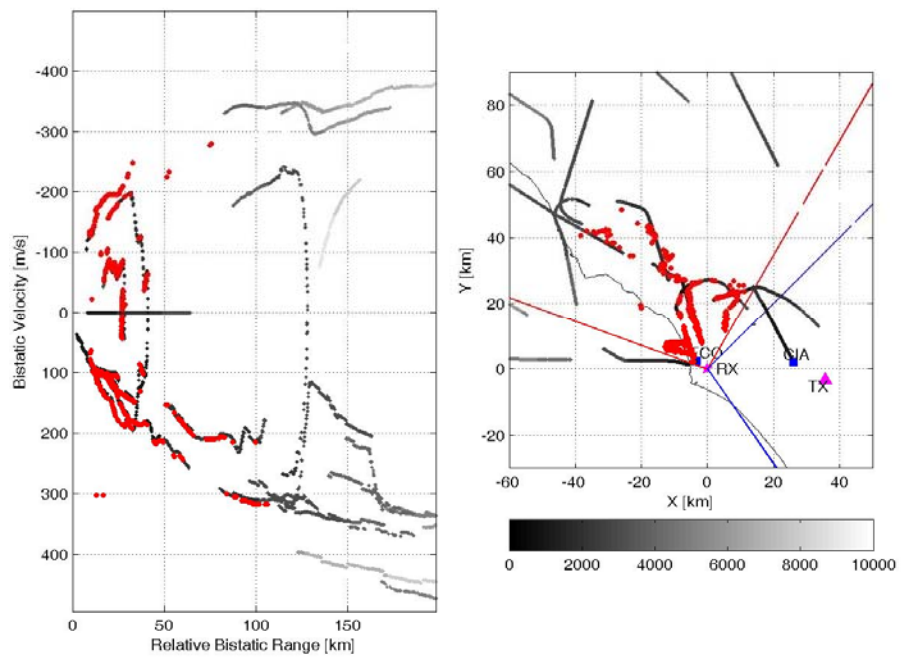 -400
-300
-200
-100
0
100
200
300
400
0 50 100 150
Relative Bistatic Range [km]
Bistatic Velocity [m/s]
80
60
40
20
0
-20
-60 -40 -20 0 20 40
X [km]
Y [km]
CO
RX
CIA
TX
0 2000 4000 6000 8000 10000